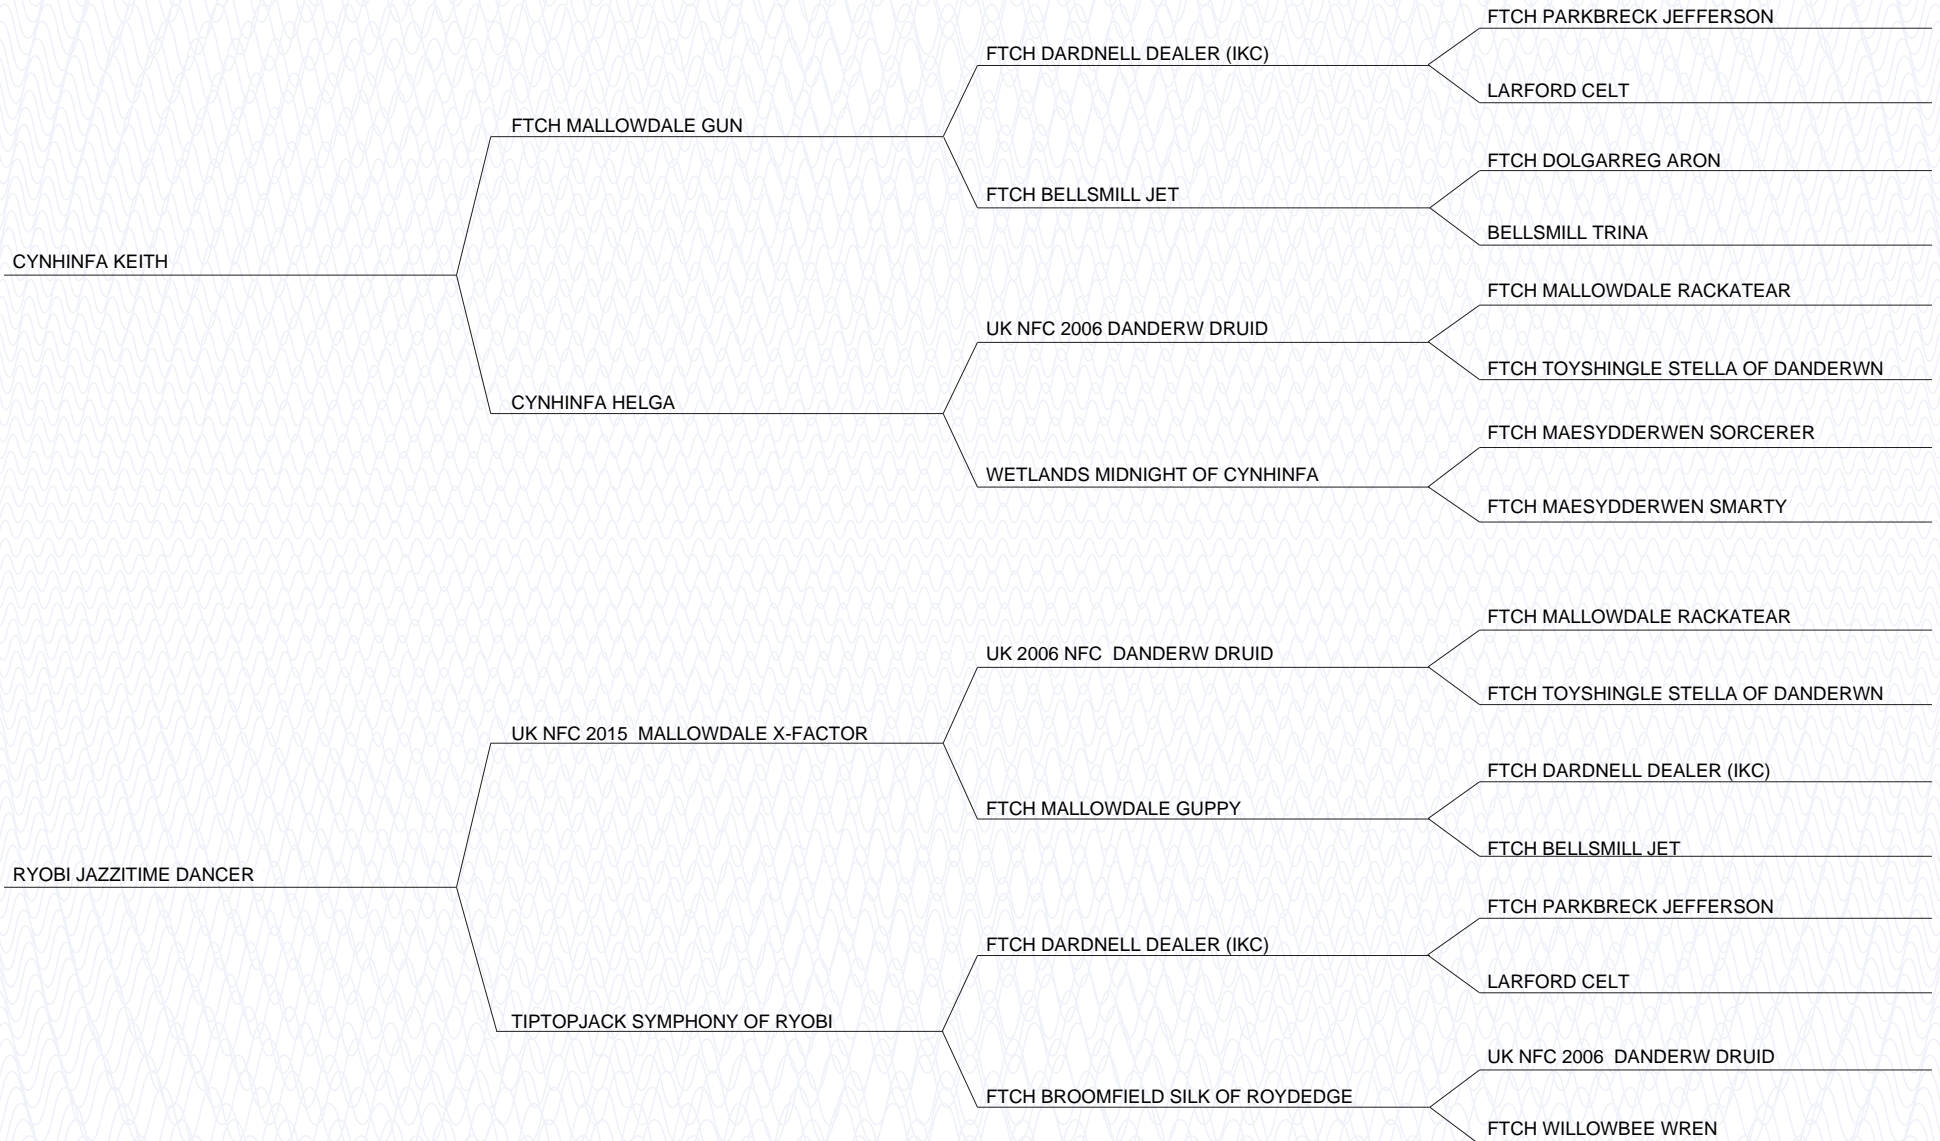 FTCH PARKBRECK JEFFERSON
FTCH DARDNELL DEALER (IKC)
LARFORD CELT
FTCH MALLOWDALE GUN
FTCH DOLGARREG ARON
FTCH BELLSMILL JET
BELLSMILL TRINA
CYNHINFA KEITH
FTCH MALLOWDALE RACKATEAR
UK NFC 2006 DANDERW DRUID
FTCH TOYSHINGLE STELLA OF DANDERWN
CYNHINFA HELGA
FTCH MAESYDDERWEN SORCERER
WETLANDS MIDNIGHT OF CYNHINFA
FTCH MAESYDDERWEN SMARTY
FTCH MALLOWDALE RACKATEAR
UK 2006 NFC  DANDERW DRUID
FTCH TOYSHINGLE STELLA OF DANDERWN
UK NFC 2015  MALLOWDALE X-FACTOR
FTCH DARDNELL DEALER (IKC)
FTCH MALLOWDALE GUPPY
FTCH BELLSMILL JET
RYOBI JAZZITIME DANCER
FTCH PARKBRECK JEFFERSON
FTCH DARDNELL DEALER (IKC)
LARFORD CELT
TIPTOPJACK SYMPHONY OF RYOBI
UK NFC 2006  DANDERW DRUID
FTCH BROOMFIELD SILK OF ROYDEDGE
FTCH WILLOWBEE WREN